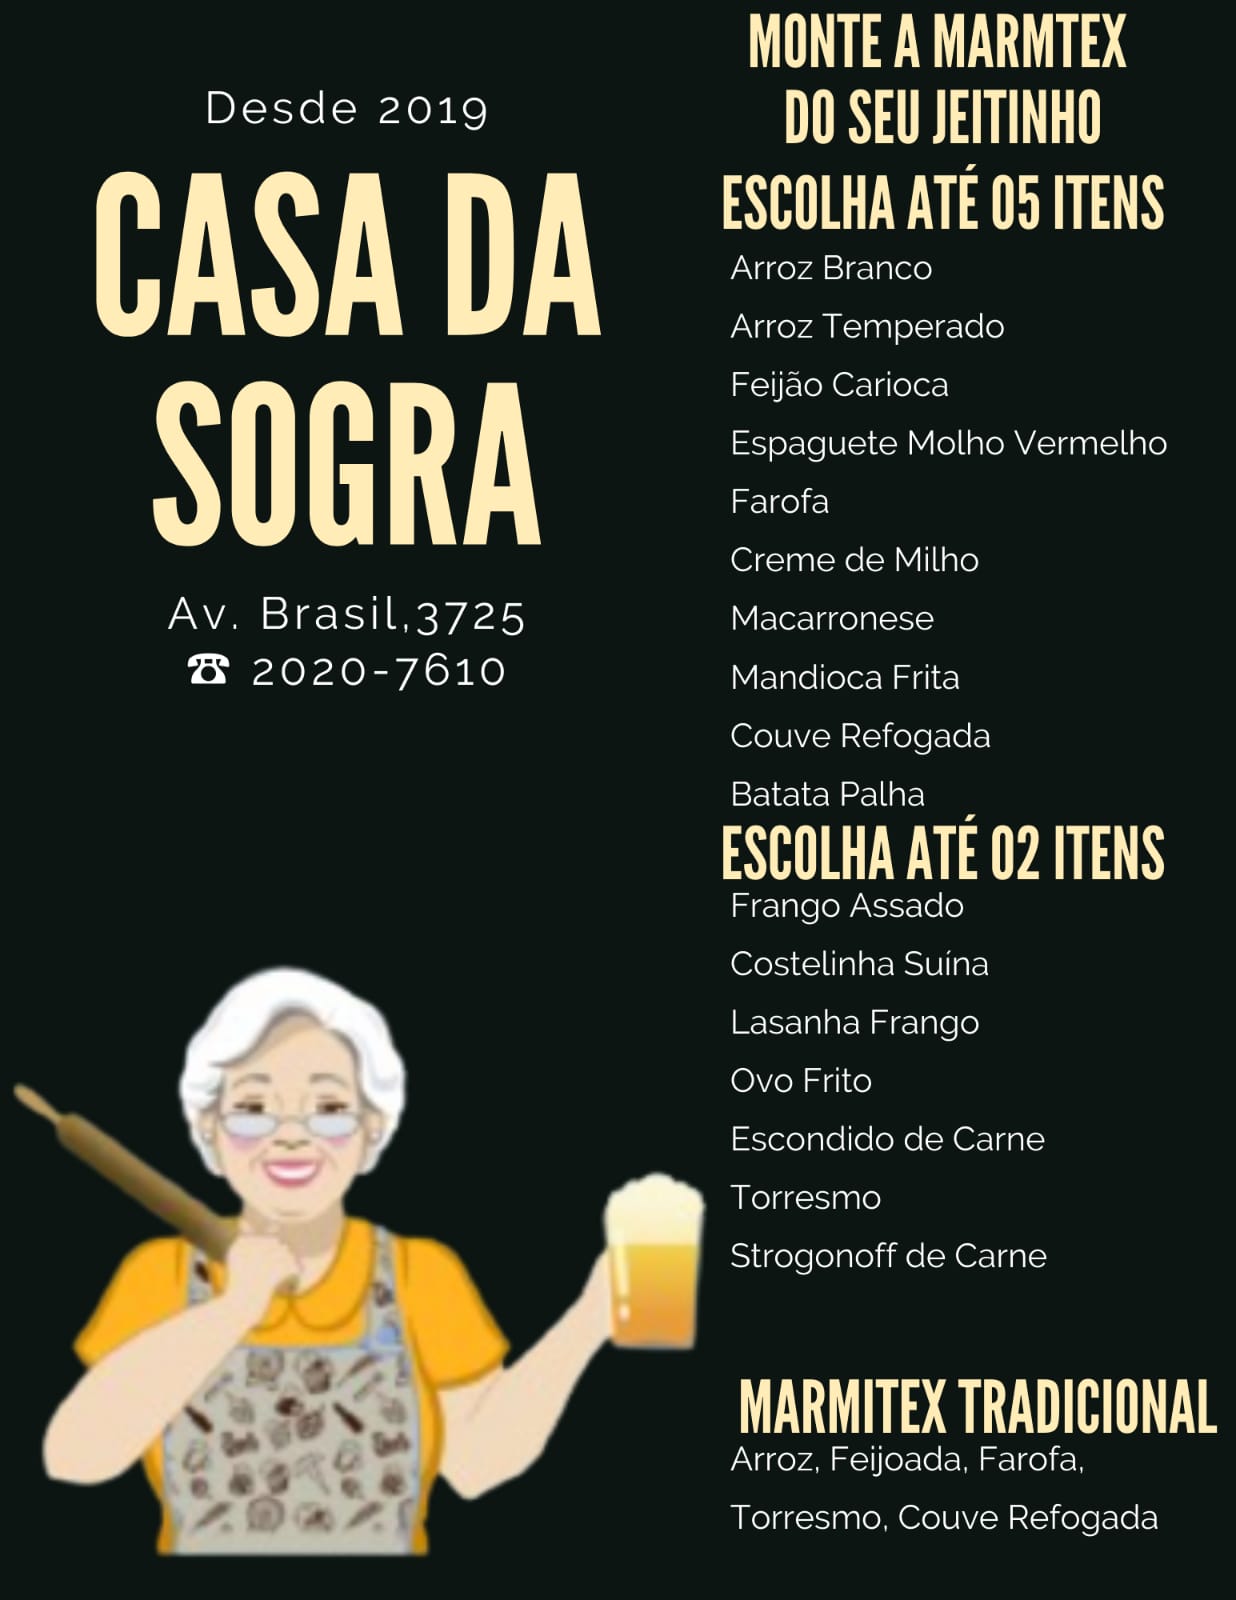 Desde 2019
CASA DA
SOGRA
Av. Brasil,3725
☎ 2020-7610
MONTE A MARMTEX
DO SEU JEITINHO
ESCOLHA ATÉ 05 ITENS
Arroz Branco
Arroz Temperado
Feijão Carioca
Espaguete Molho Vermelho
Farofa
Creme de Milho
Macarronese
Mandioca Frita
Couve Refogada
Batata Palha
ESCOLHA ATÉ 02 ITENS
Frango Assado
Costelinha Suína
Lasanha Frango
Ovo Frito
Escondido de Carne
Torresmo
Strogonoff de Carne
MARMITEX TRADICIONAL
Arroz, Feijoada, Farofa,
Torresmo, Couve Refogada